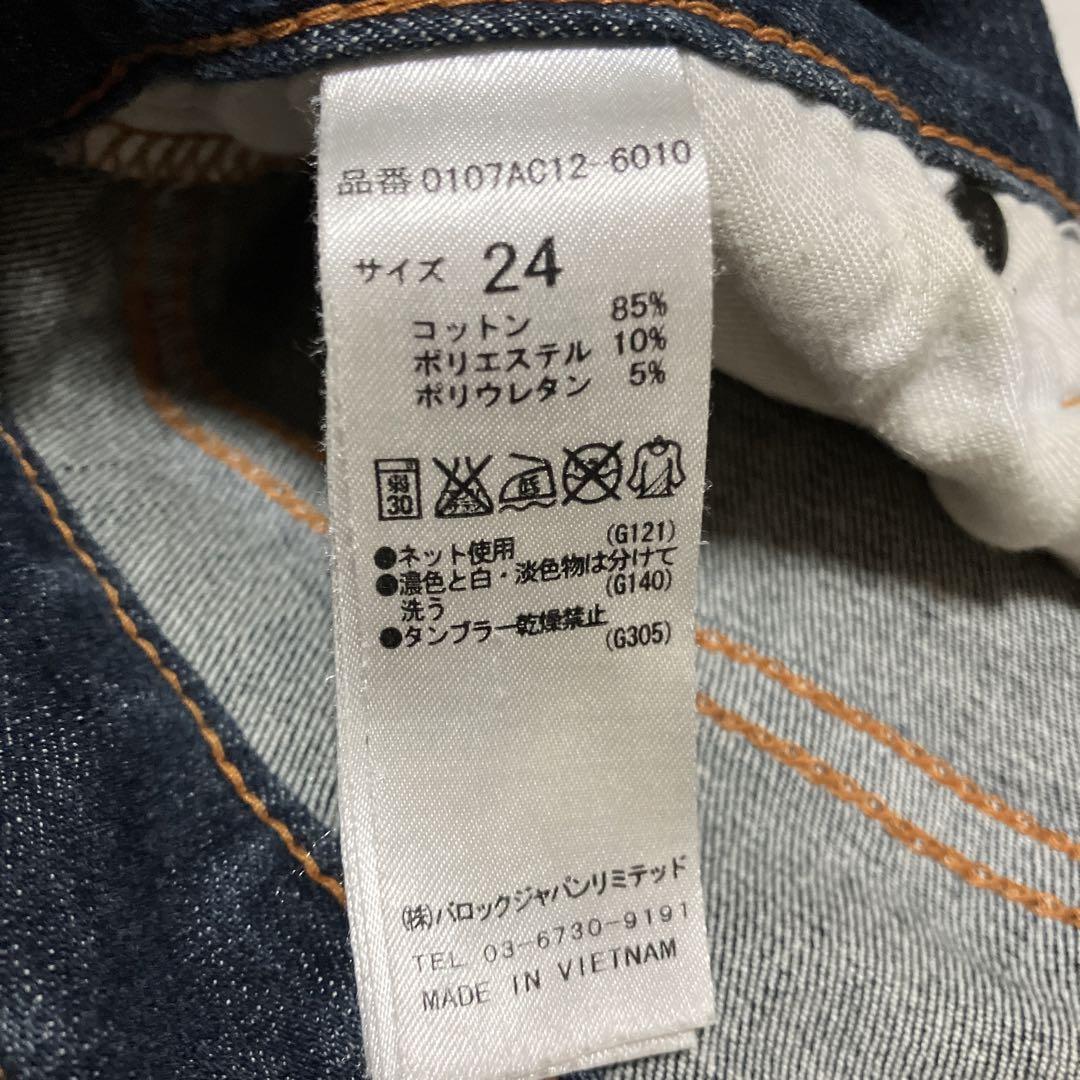 品番 0107AC12-6010
サイズ 24
コットン 85%
ポリエステル 10%
ポリウレタン 5%
弱 30 低
●ネット使用 (G121)
●濃色と白・淡色物は分けて
洗う (G140)
●タンブラー乾燥禁止 (G305)
(株)バロックジャパンリミテッド
TEL 03-6730-9191
MADE IN VIETNAM